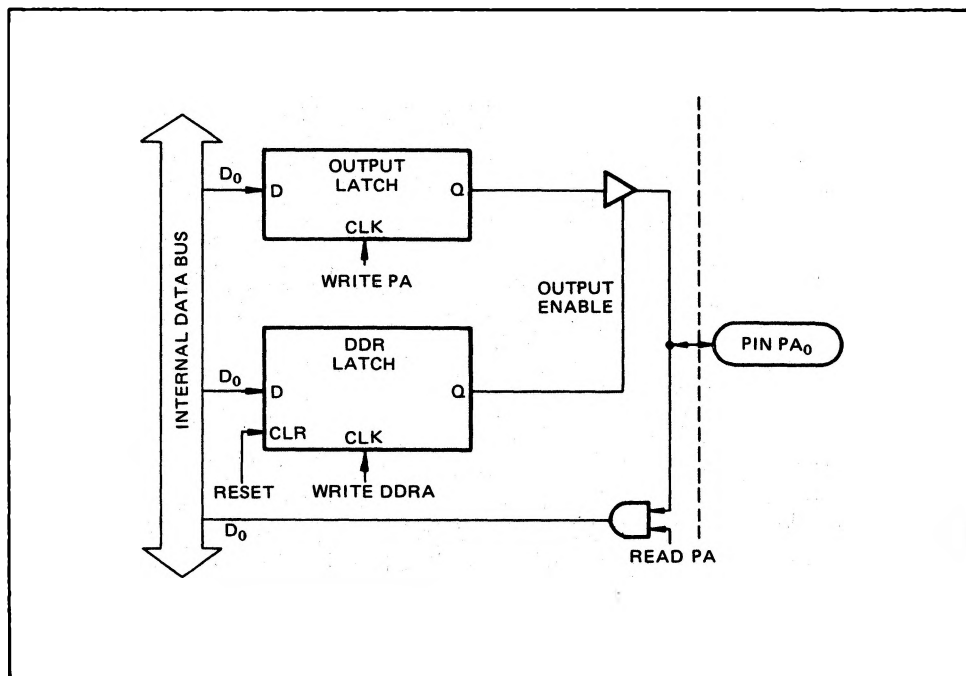 INTERNAL DATA BUS
D0
D
OUTPUT
LATCH
Q
CLK
WRITE PA
OUTPUT
ENABLE
D0
D
DDR
LATCH
Q
CLR
CLK
RESET
WRITE DDRA
PIN PA0
D0
READ PA